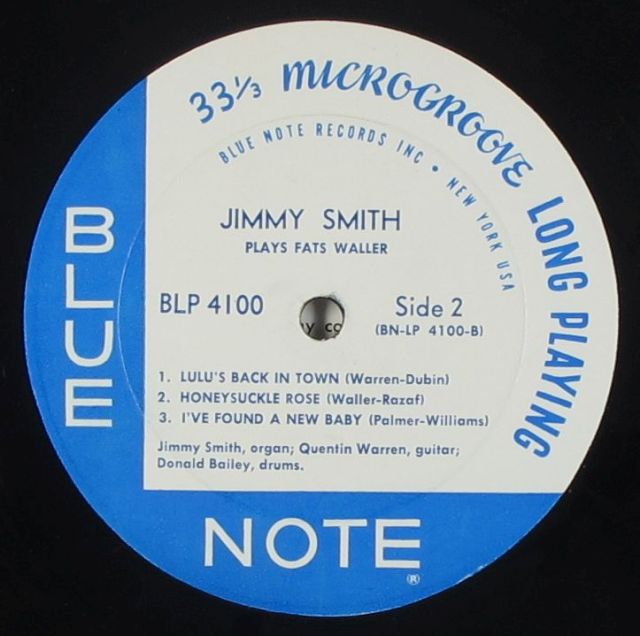 33⅓ MICROGROOVE LONG PLAYING
BLUE NOTE RECORDS INC • NEW YORK USA
JIMMY SMITH
PLAYS FATS WALLER
BLP 4100
Side 2
(BN-LP 4100-B)
1. LULU'S BACK IN TOWN (Warren-Dubin)
2. HONEYSUCKLE ROSE (Waller-Razaf)
3. I'VE FOUND A NEW BABY (Palmer-Williams)
Jimmy Smith, organ; Quentin Warren, guitar;
Donald Bailey, drums.
BLUE
NOTE
®